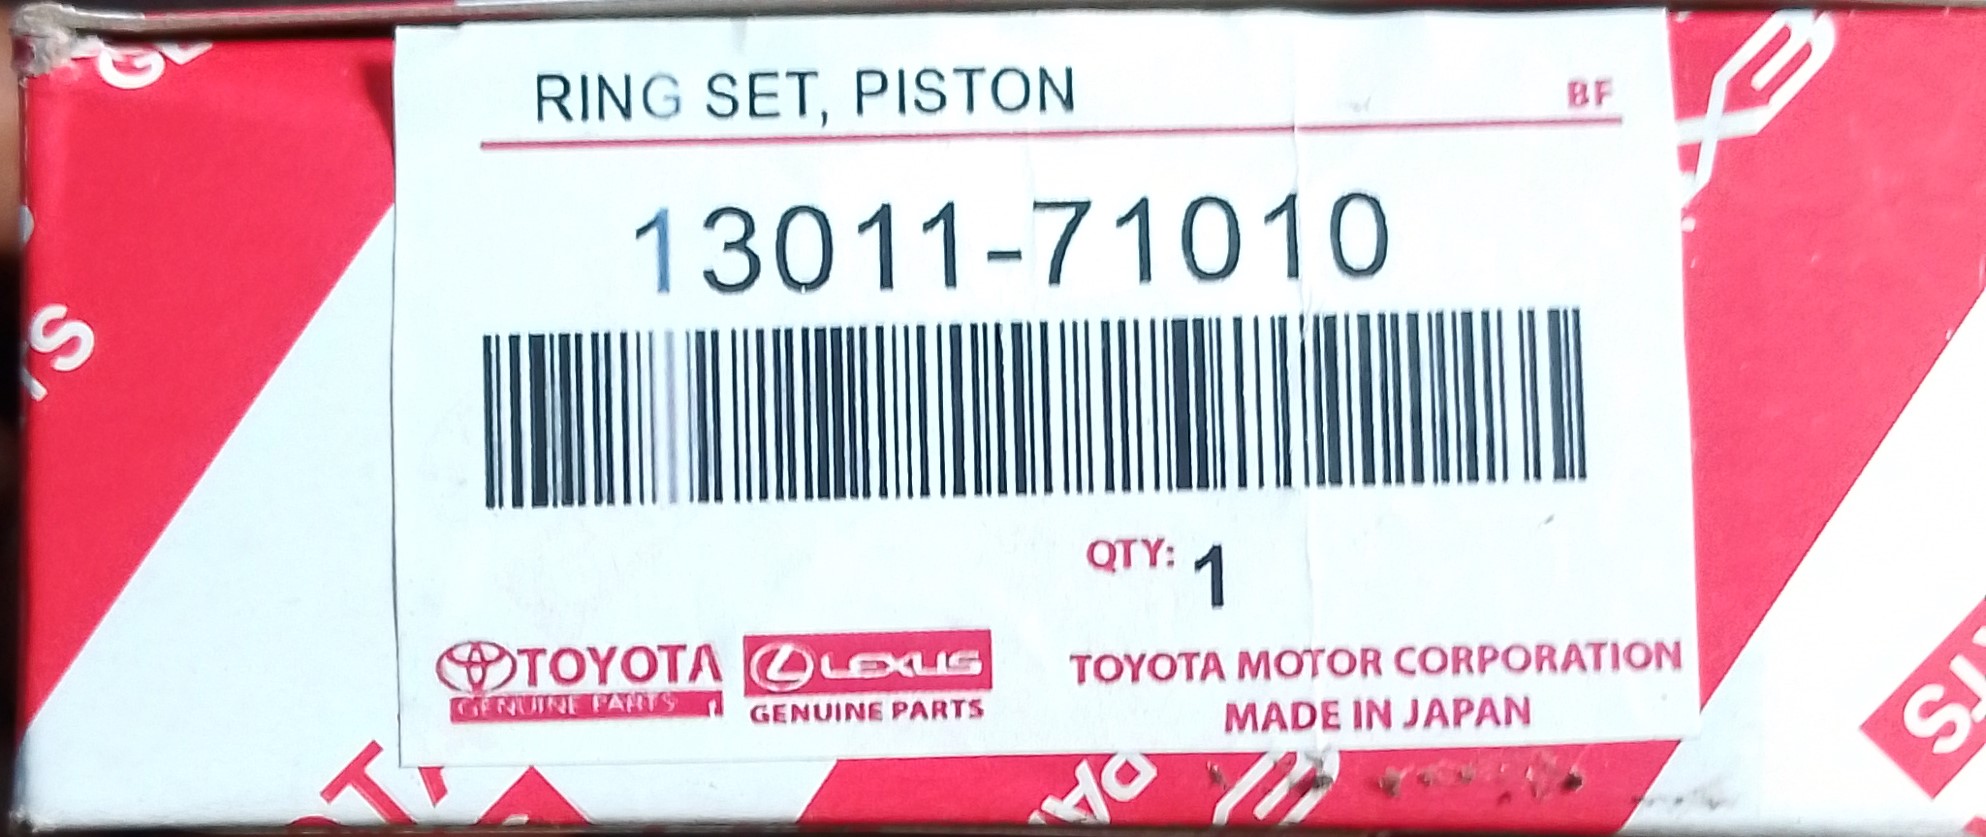 RING SET, PISTON BF
13011-71010
QTY: 1
TOYOTA LEXUS TOYOTA MOTOR CORPORATION
GENUINE PARTS GENUINE PARTS MADE IN JAPAN